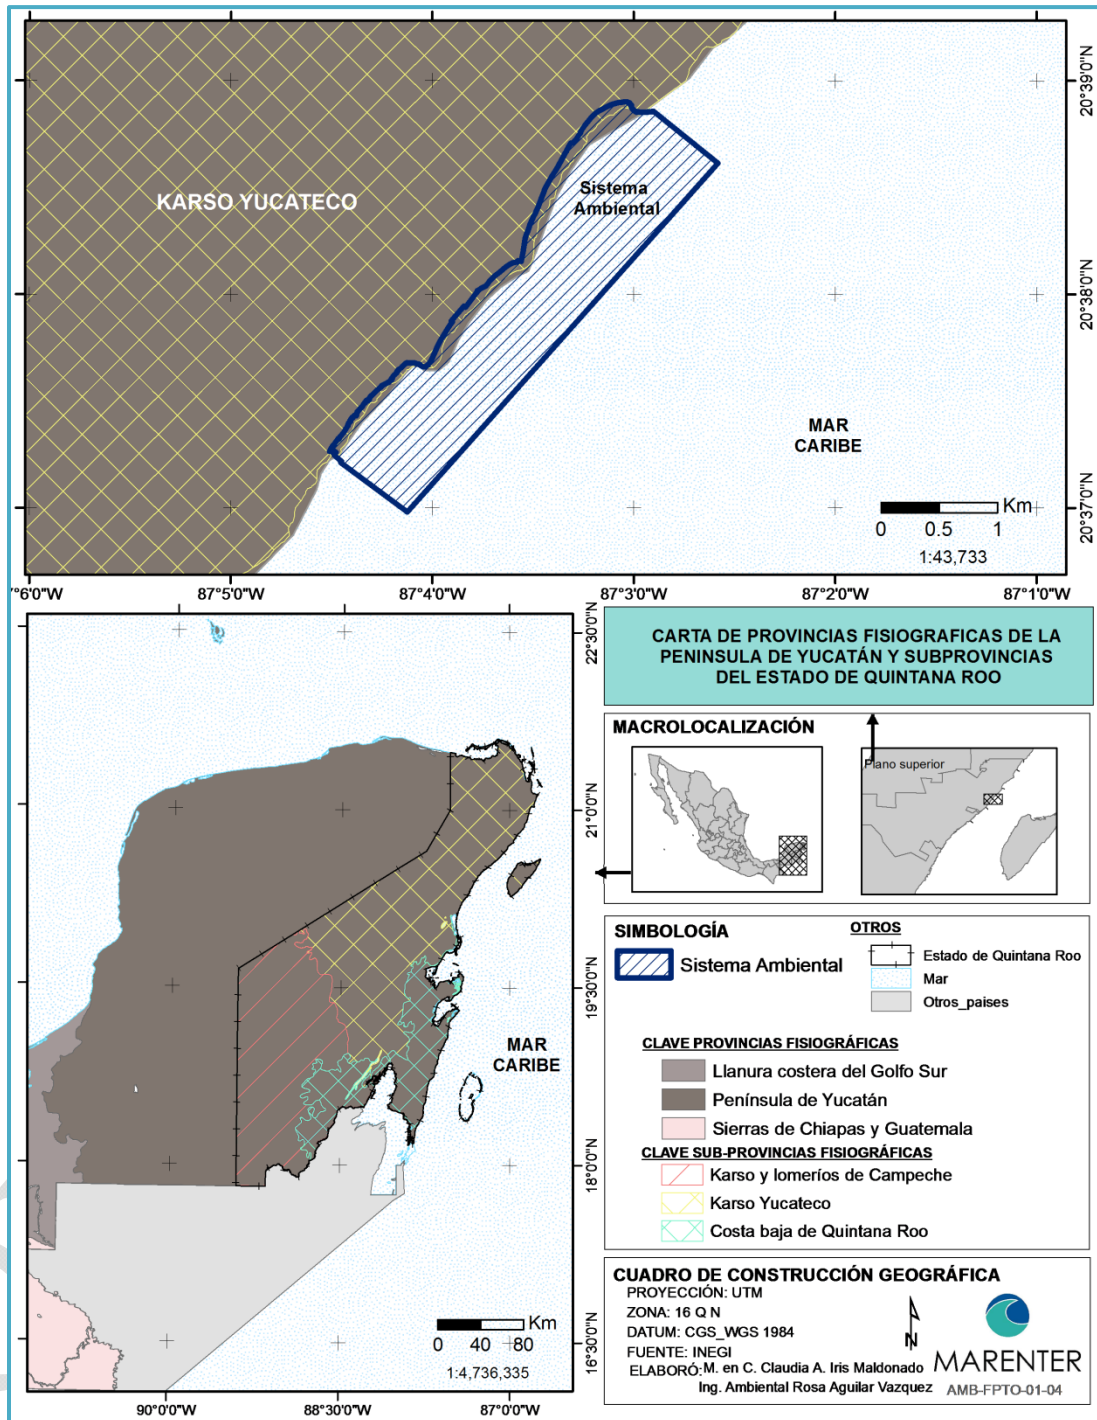 KARSO YUCATECO
Sistema
Ambiental
MAR
CARIBE
Km
0 0.5 1
1:43,733
20°39'0"N
20°38'0"N
20°37'0"N
7°6'0"W 87°5'0"W 87°4'0"W 87°3'0"W 87°2'0"W 87°1'0"W
22°30'0"N
21°0'0"N
19°30'0"N
18°0'0"N
16°30'0"N
MAR
CARIBE
Km
0 40 80
1:4,736,335
90°0'0"W 88°30'0"W 87°0'0"W
CARTA DE PROVINCIAS FISIOGRAFICAS DE LA
PENINSULA DE YUCATÁN Y SUBPROVINCIAS
DEL ESTADO DE QUINTANA ROO
MACROLOCALIZACIÓN
Plano superior
SIMBOLOGÍA
Sistema Ambiental
OTROS
Estado de Quintana Roo
Mar
Otros_paises
CLAVE PROVINCIAS FISIOGRÁFICAS
Llanura costera del Golfo Sur
Península de Yucatán
Sierras de Chiapas y Guatemala
CLAVE SUB-PROVINCIAS FISIOGRÁFICAS
Karso y lomeríos de Campeche
Karso Yucateco
Costa baja de Quintana Roo
CUADRO DE CONSTRUCCIÓN GEOGRÁFICA
PROYECCIÓN: UTM
ZONA: 16 Q N
DATUM: CGS_WGS 1984
FUENTE: INEGI
ELABORÓ: M. en C. Claudia A. Iris Maldonado
Ing. Ambiental Rosa Aguilar Vazquez
N
MARENTER
AMB-FPTO-01-04